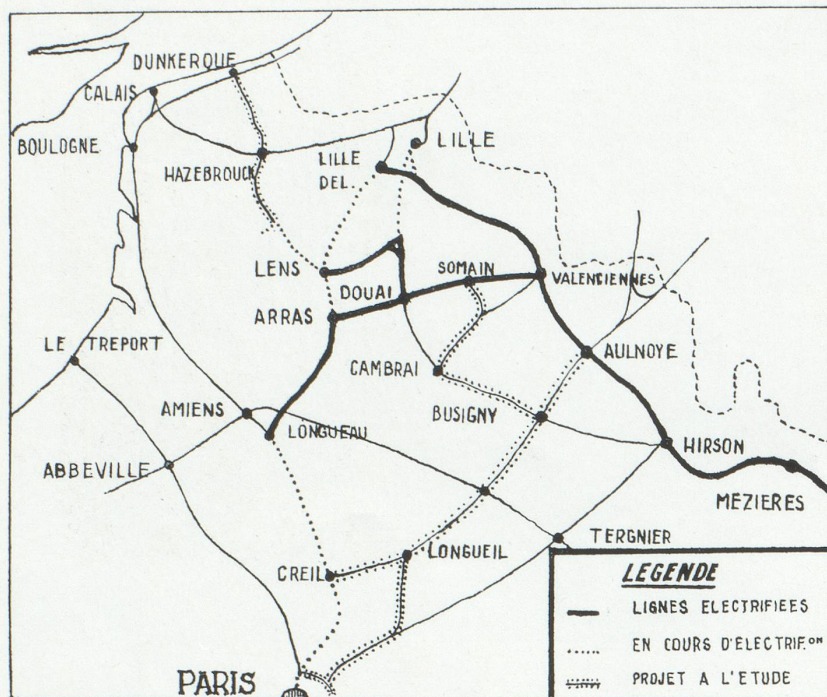 DUNKERQUE
CALAIS
BOULOGNE
HAZEBROUCK
LILLE
DEL.
LILLE
LENS
DOUAI
SOMAIN
VALENCIENNES
ARRAS
LE TREPORT
CAMBRAI
AULNOYE
AMIENS
LONGUEAU
BUSIGNY
HIRSON
ABBEVILLE
MEZIERES
CREIL
LONGUEIL
TERGNIER
PARIS
LEGENDE
LIGNES ELECTRIFIEES
EN COURS D'ÉLECTRIF.ON
PROJET A L'ETUDE